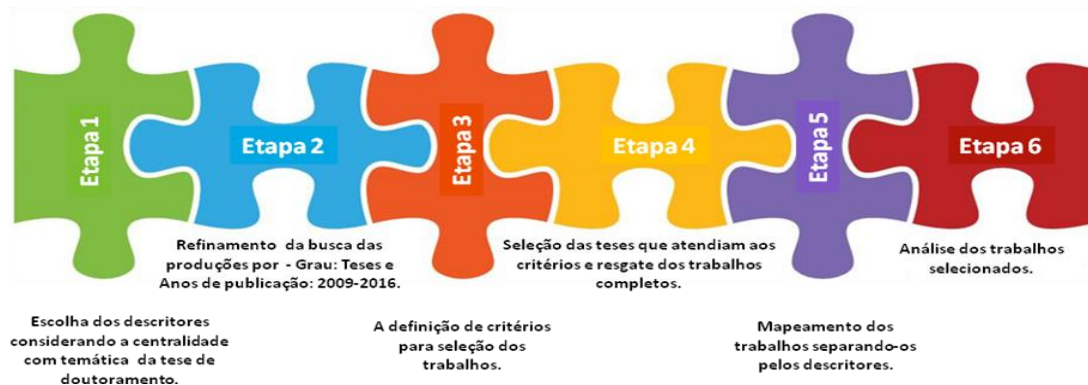 Etapa 1
Etapa 2
Etapa 3
Etapa 4
Etapa 5
Etapa 6
Refinamento da busca das
produções por - Grau: Teses e
Anos de publicação: 2009-2016.
Seleção das teses que atendiam aos
critérios e resgate dos trabalhos
completos.
Análise dos trabalhos
selecionados.
Escolha dos descritores
considerando a centralidade
com temática da tese de
doutoramento.
A definição de critérios
para seleção dos
trabalhos.
Mapeamento dos
trabalhos separando-os
pelos descritores.